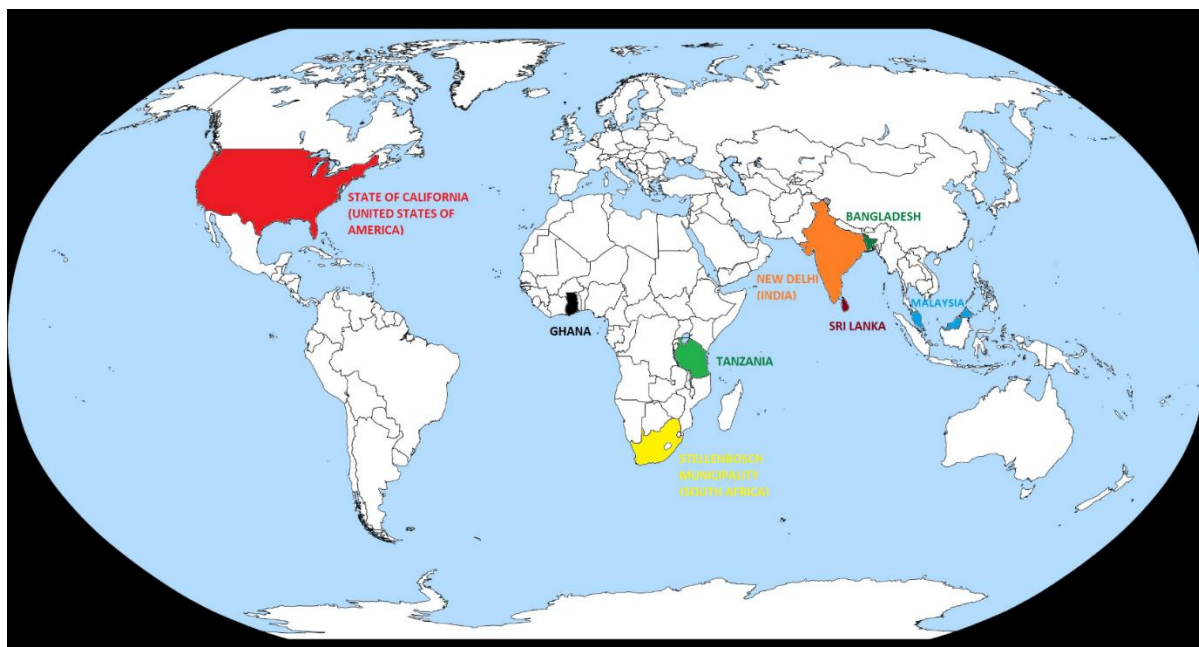 STATE OF CALIFORNIA
(UNITED STATES OF
AMERICA)
BANGLADESH
NEW DELHI
(INDIA)
MALAYSIA
SRI LANKA
GHANA
TANZANIA
STELLENBOSCH
MUNICIPALITY
(SOUTH AFRICA)